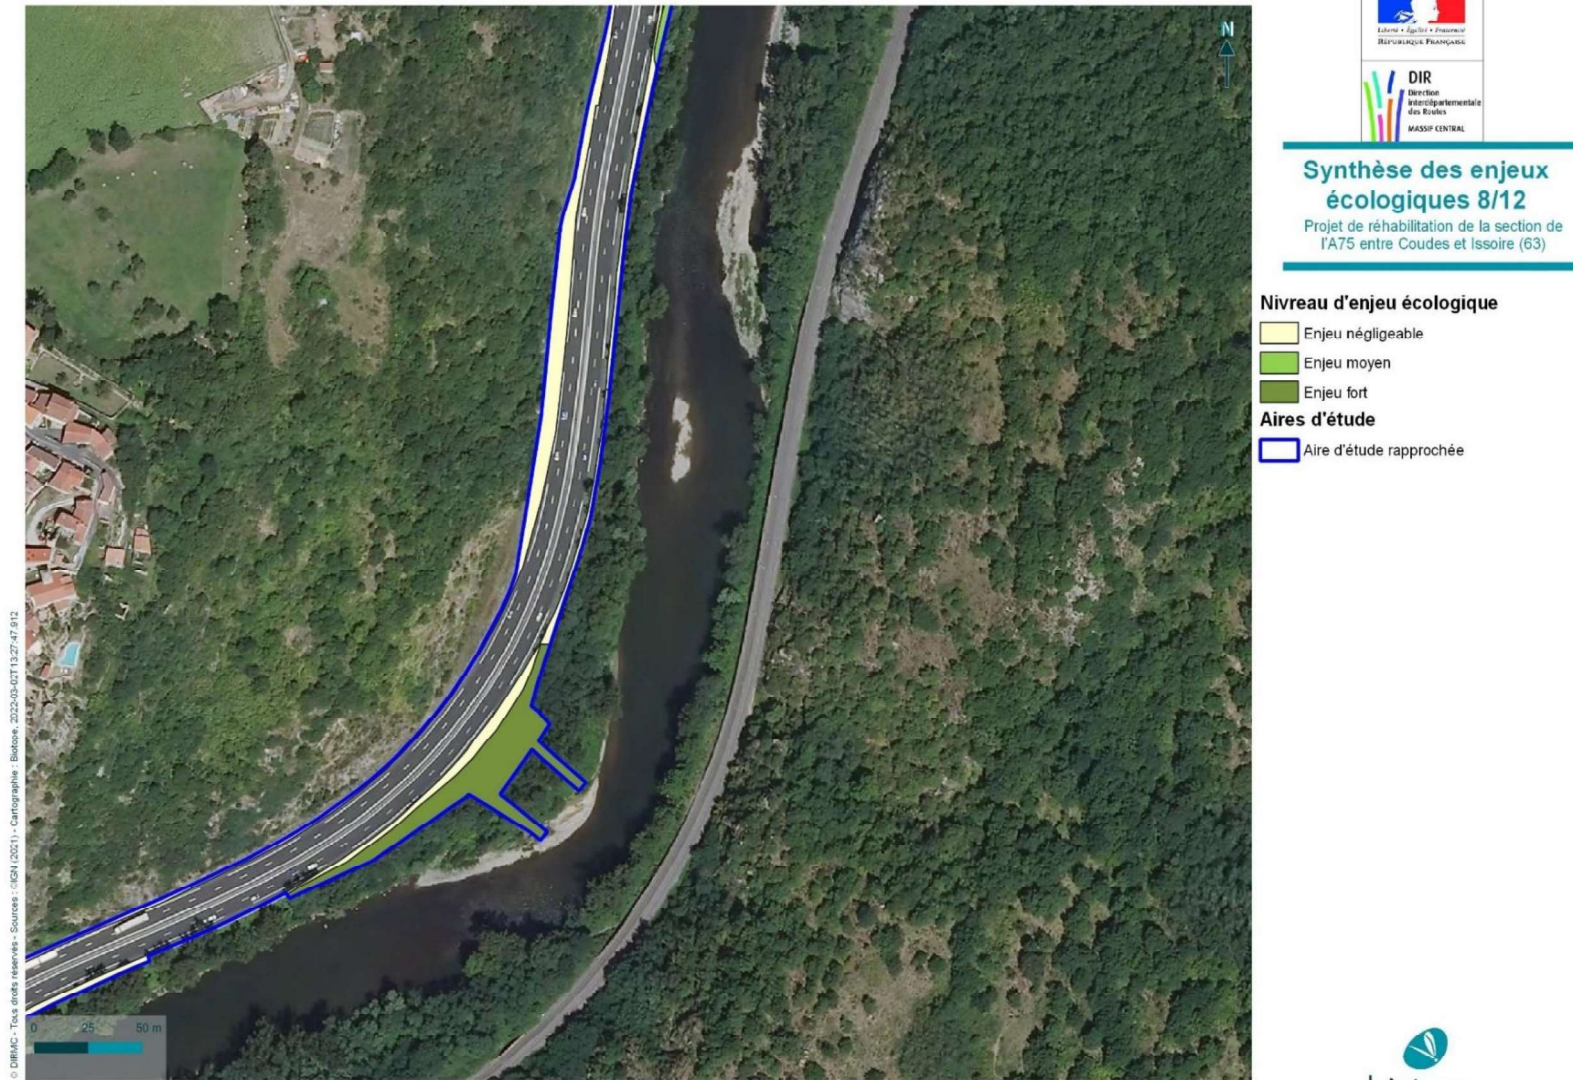 N
Liberté • Égalité • Fraternité
RÉPUBLIQUE FRANÇAISE
DIR
Direction
interdépartementale
des Routes
MASSIF CENTRAL
Synthèse des enjeux
écologiques 8/12
Projet de réhabilitation de la section de
l'A75 entre Coudes et Issoire (63)
Nivreau d'enjeu écologique
Enjeu négligeable
Enjeu moyen
Enjeu fort
Aires d'étude
Aire d'étude rapprochée
0 25 50 m
© DIRMC - Tous droits réservés - Sources : ©IGN (2021) - Cartographie : Biotope, 2022-03-02T13:27:47.912